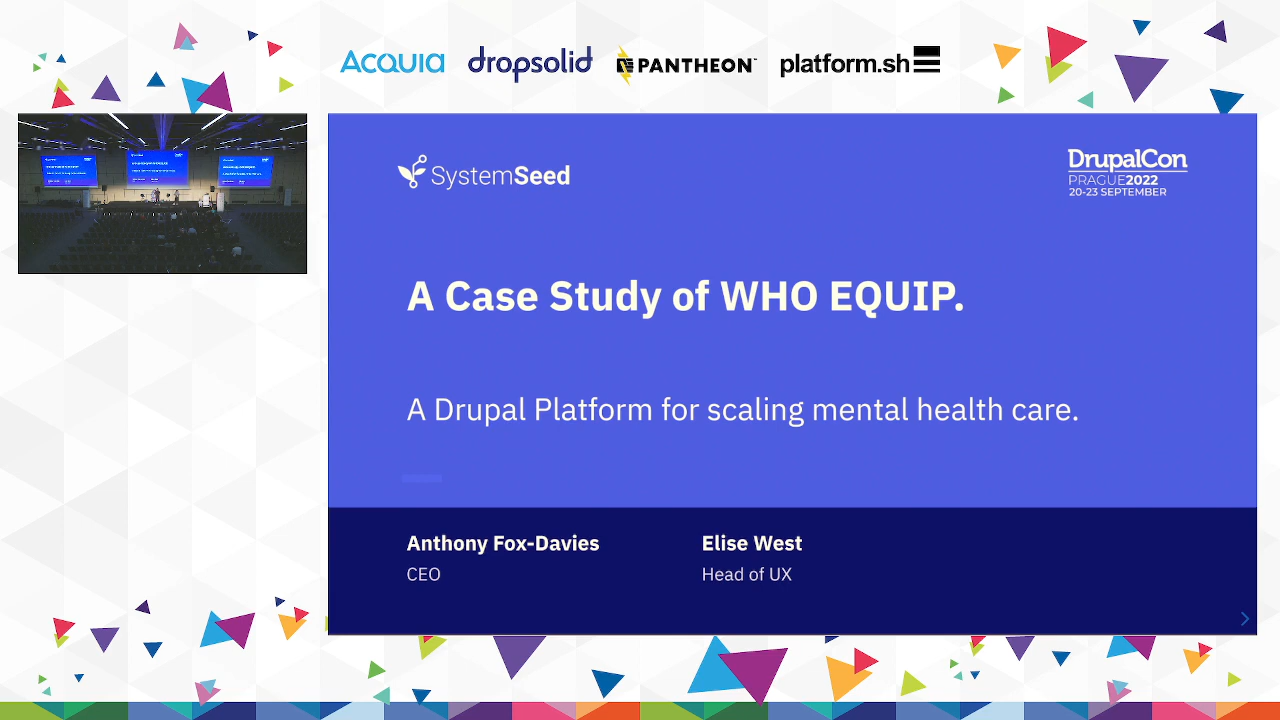 Acquia
dropsolid
PANTHEON
platform.sh
SystemSeed
DrupalCon
PRAGUE2022
20-23 SEPTEMBER
A Case Study of WHO EQUIP.
A Drupal Platform for scaling mental health care.
Anthony Fox-Davies
CEO
Elise West
Head of UX